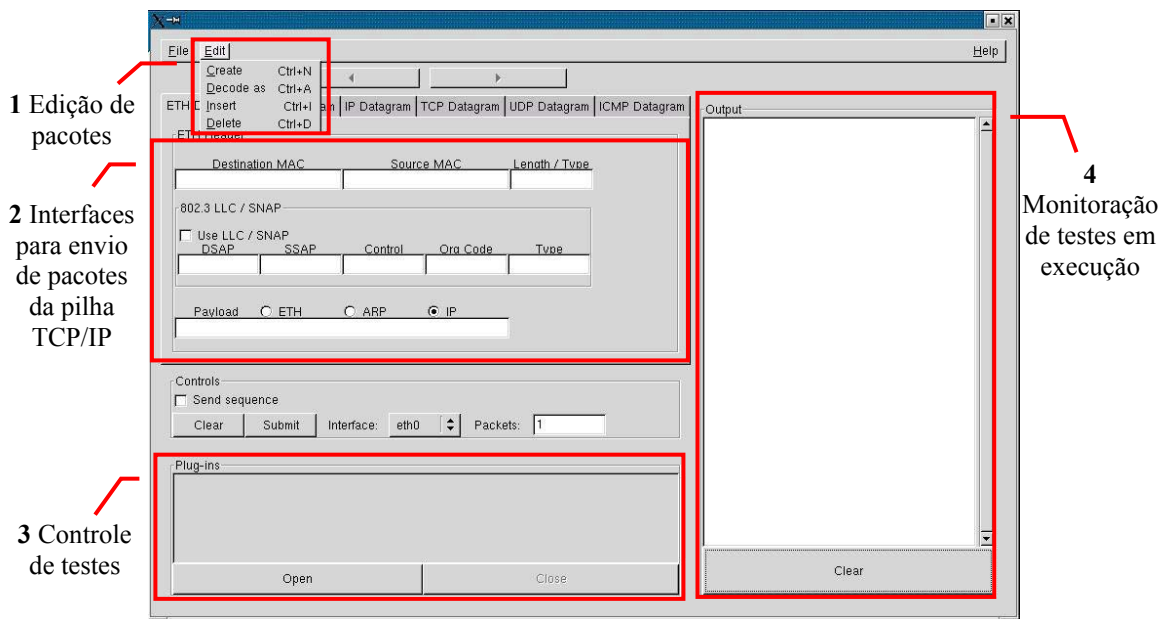 File Edit Help
Create Ctrl+N
Decode as Ctrl+A
Insert Ctrl+I
Delete Ctrl+D
IP Datagram TCP Datagram UDP Datagram ICMP Datagram
ETH Header
Destination MAC Source MAC Length / Type
802.3 LLC / SNAP
Use LLC / SNAP
DSAP SSAP Control Org Code Type
Payload ETH ARP IP
Controls
Send sequence
Clear Submit Interface: eth0 Packets: 1
Plug-ins
Open Close
Output
Clear
1 Edição de
pacotes
2 Interfaces
para envio
de pacotes
da pilha
TCP/IP
3 Controle
de testes
4
Monitoração
de testes em
execução